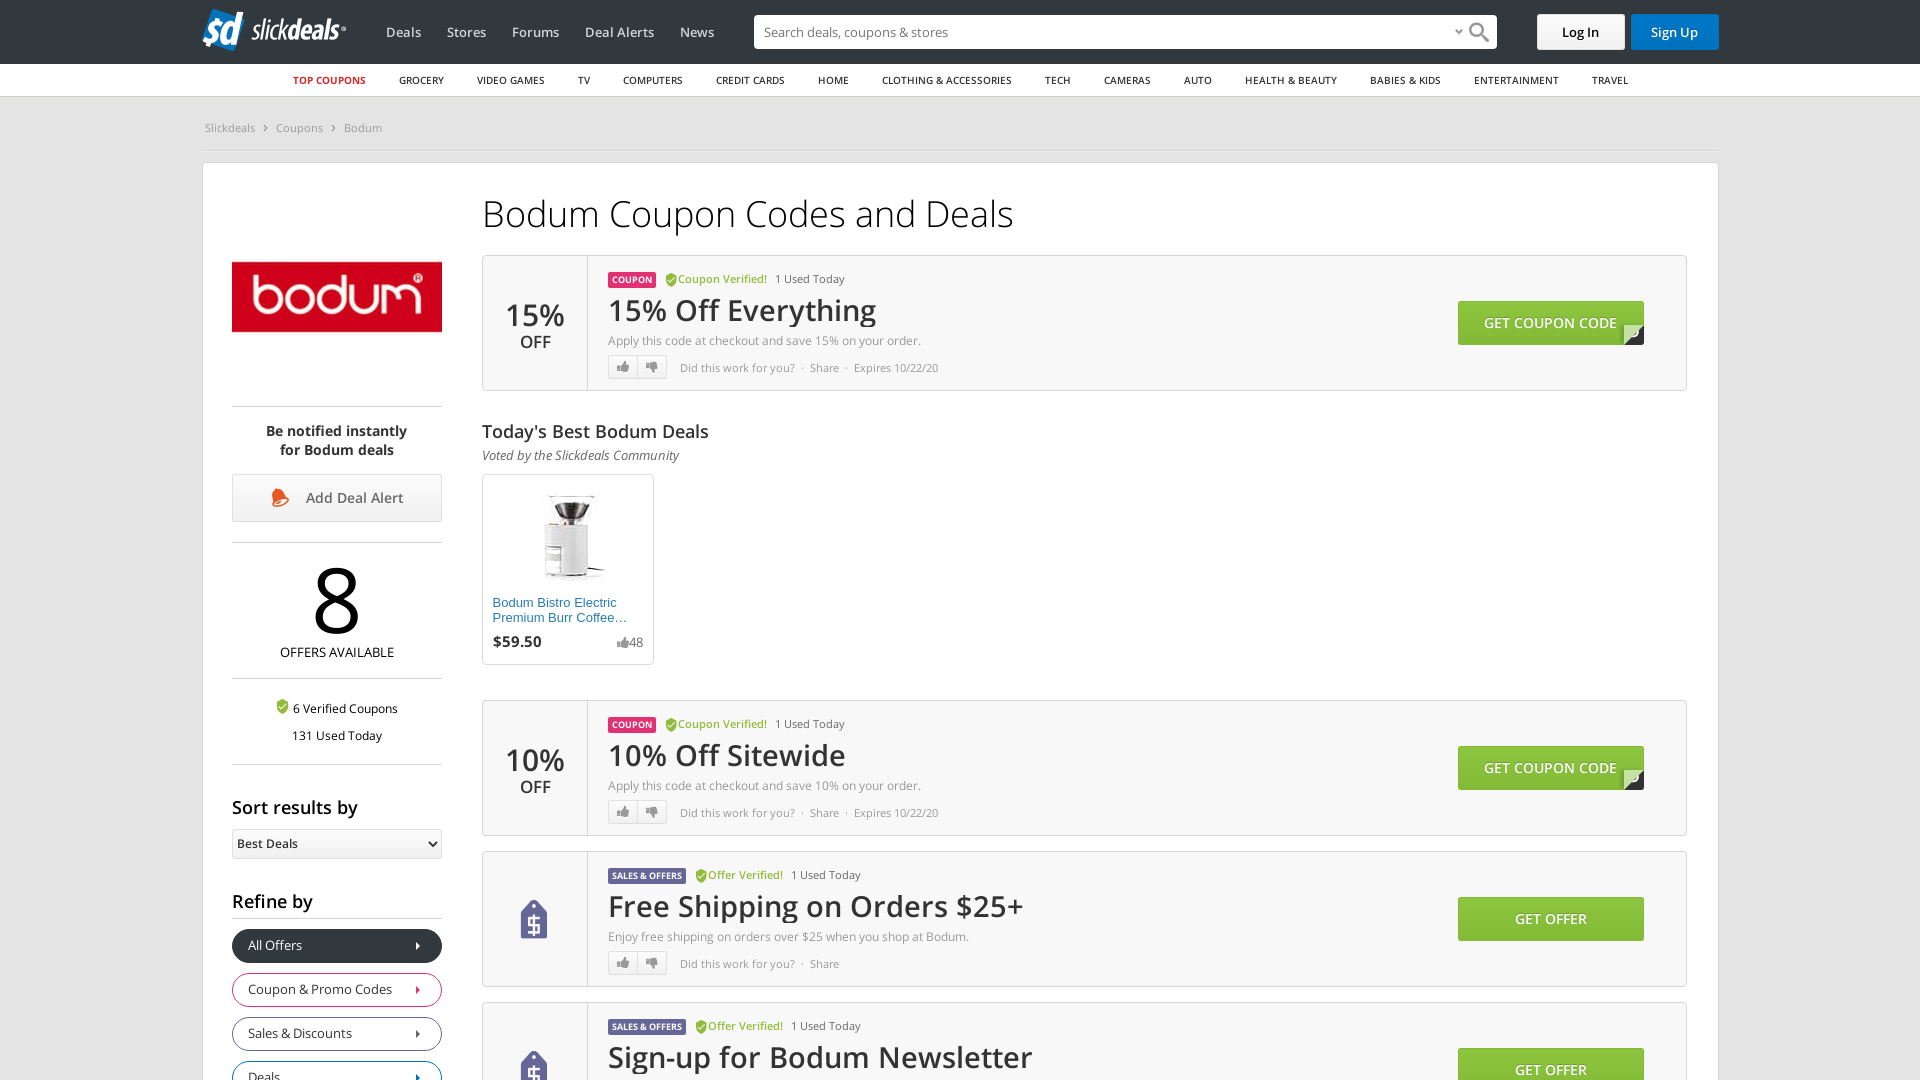 slickdeals
Deals
Stores
Forums
Deal Alerts
News
Search deals, coupons & stores
Log In
Sign Up
TOP COUPONS
GROCERY
VIDEO GAMES
TV
COMPUTERS
CREDIT CARDS
HOME
CLOTHING & ACCESSORIES
TECH
CAMERAS
AUTO
HEALTH & BEAUTY
BABIES & KIDS
ENTERTAINMENT
TRAVEL
Slickdeals > Coupons > Bodum
bodum®
Be notified instantly
for Bodum deals
Add Deal Alert
8
OFFERS AVAILABLE
6 Verified Coupons
131 Used Today
Sort results by
Best Deals
Refine by
All Offers
Coupon & Promo Codes
Sales & Discounts
Deals
Bodum Coupon Codes and Deals
15%
OFF
COUPON Coupon Verified! 1 Used Today
15% Off Everything
Apply this code at checkout and save 15% on your order.
Did this work for you? · Share · Expires 10/22/20
GET COUPON CODE
Today's Best Bodum Deals
Voted by the Slickdeals Community
Bodum Bistro Electric
Premium Burr Coffee…
$59.50 48
10%
OFF
COUPON Coupon Verified! 1 Used Today
10% Off Sitewide
Apply this code at checkout and save 10% on your order.
Did this work for you? · Share · Expires 10/22/20
GET COUPON CODE
SALES & OFFERS Offer Verified! 1 Used Today
Free Shipping on Orders $25+
Enjoy free shipping on orders over $25 when you shop at Bodum.
Did this work for you? · Share
GET OFFER
SALES & OFFERS Offer Verified! 1 Used Today
Sign-up for Bodum Newsletter
GET OFFER